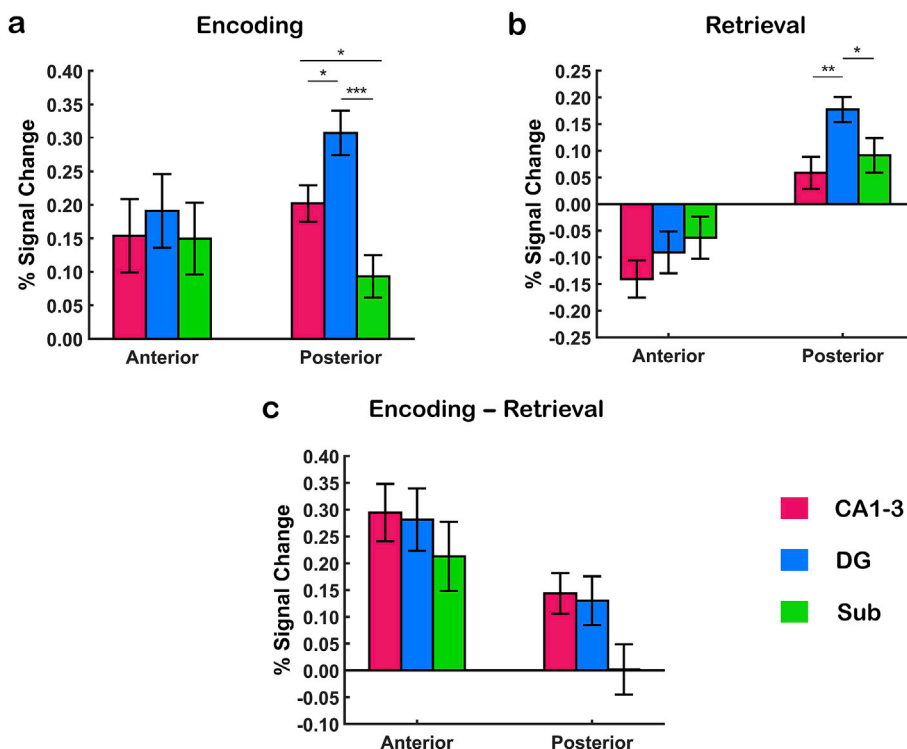 a
Encoding
% Signal Change
0.40
0.35
0.30
0.25
0.20
0.15
0.10
0.05
0.00
*
*
***
Anterior
Posterior
b
Retrieval
% Signal Change
0.25
0.20
0.15
0.10
0.05
0.00
-0.05
-0.10
-0.15
-0.20
-0.25
*
**
Anterior
Posterior
c
Encoding – Retrieval
% Signal Change
0.40
0.35
0.30
0.25
0.20
0.15
0.10
0.05
0.00
-0.05
-0.10
Anterior
Posterior
CA1-3
DG
Sub